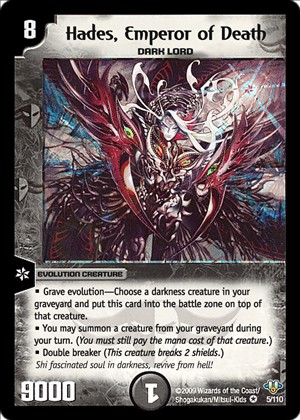 8
Hades, Emperor of Death
DARK LORD
EVOLUTION CREATURE
■ Grave evolution—Choose a darkness creature in your
graveyard and put this card into the battle zone on top
of that creature.
■ You may summon a creature from your graveyard during
your turn. (You must still pay the mana cost of that creature.)
■ Double breaker (This creature breaks 2 shields.)
Shi fascinated soul in darkness, revive from hell!
9000
1
©2009 Wizards of the Coast/
Shogakukan/Mitsui-Kids
5/110